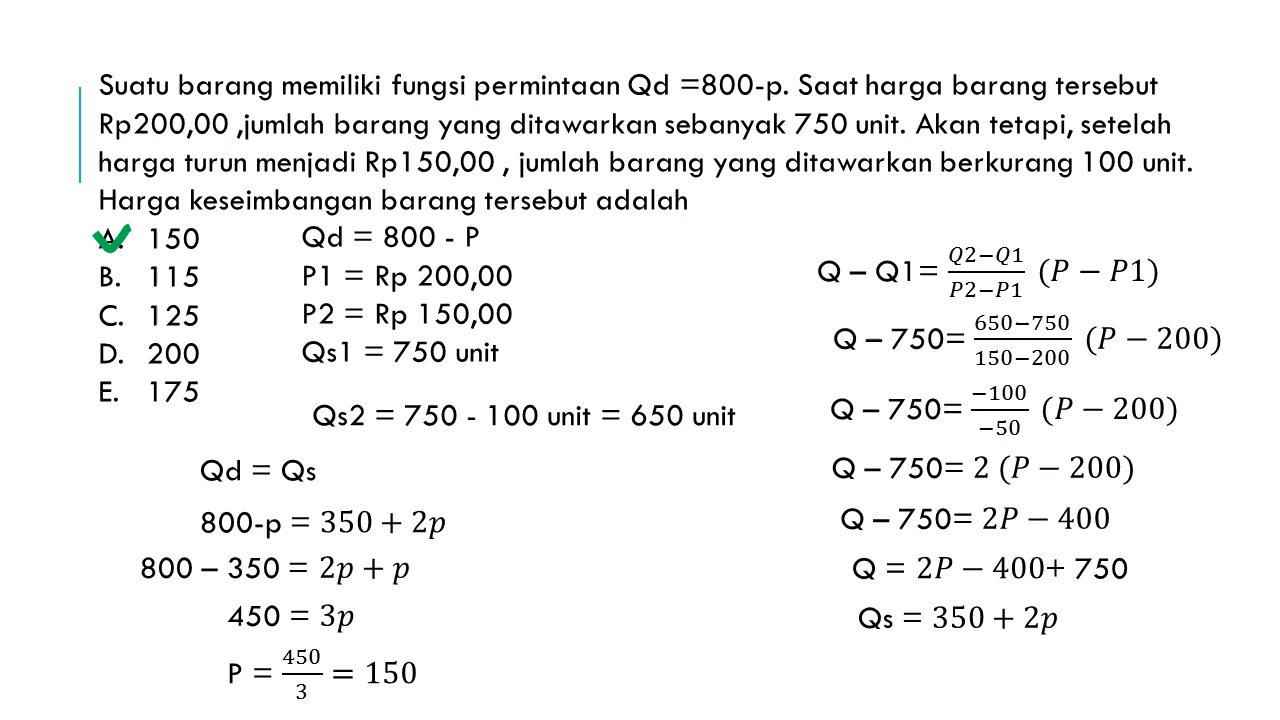 Suatu barang memiliki fungsi permintaan Qd =800-p. Saat harga barang tersebut
Rp200,00 ,jumlah barang yang ditawarkan sebanyak 750 unit. Akan tetapi, setelah
harga turun menjadi Rp150,00 , jumlah barang yang ditawarkan berkurang 100 unit.
Harga keseimbangan barang tersebut adalah
A. 150
B. 115
C. 125
D. 200
E. 175
Qd = 800 - P
P1 = Rp 200,00
P2 = Rp 150,00
Qs1 = 750 unit
Qs2 = 750 - 100 unit = 650 unit
Q – Q1= \frac{Q2−Q1}{P2−P1} (P − P1)
Q – 750= \frac{650−750}{150−200} (P − 200)
Q – 750= \frac{−100}{−50} (P − 200)
Q – 750= 2 (P − 200)
Q – 750= 2P − 400
Q = 2P − 400+ 750
Qs = 350 + 2p
Qd = Qs
800-p = 350 + 2p
800 – 350 = 2p + p
450 = 3p
P = \frac{450}{3} = 150